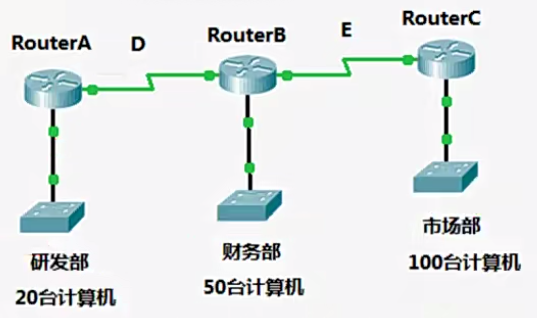 RouterA
D
RouterB
E
RouterC
研发部
20台计算机
财务部
50台计算机
市场部
100台计算机